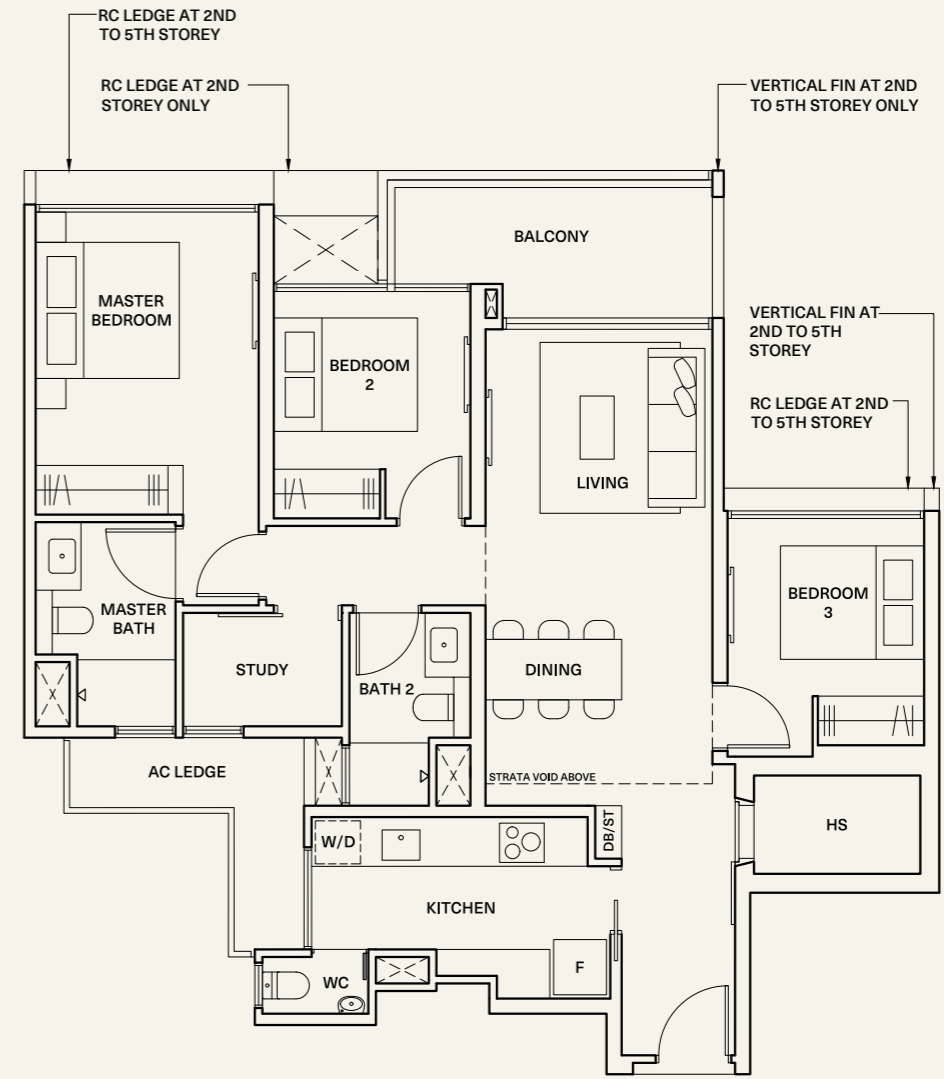 RC LEDGE AT 2ND
TO 5TH STOREY
RC LEDGE AT 2ND
STOREY ONLY
VERTICAL FIN AT 2ND
TO 5TH STOREY ONLY
BALCONY
MASTER
BEDROOM
BEDROOM
2
VERTICAL FIN AT
2ND TO 5TH
STOREY
RC LEDGE AT 2ND
TO 5TH STOREY
LIVING
BEDROOM
3
MASTER
BATH
STUDY
BATH 2
DINING
AC LEDGE
STRATA VOID ABOVE
W/D
DB/ST
HS
KITCHEN
F
WC